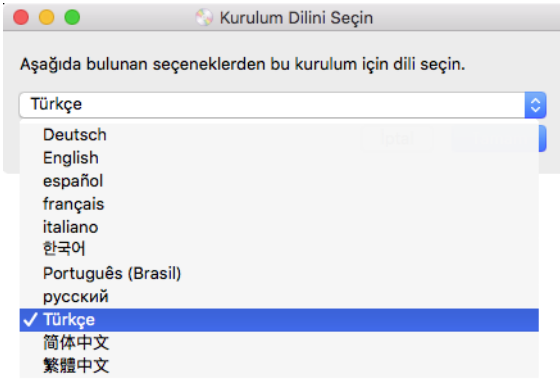 Kurulum Dilini Seçin
Aşağıda bulunan seçeneklerden bu kurulum için dili seçin.
Türkçe
Deutsch
English
español
français
italiano
한국어
Português (Brasil)
русский
✓ Türkçe
简体中文
繁體中文